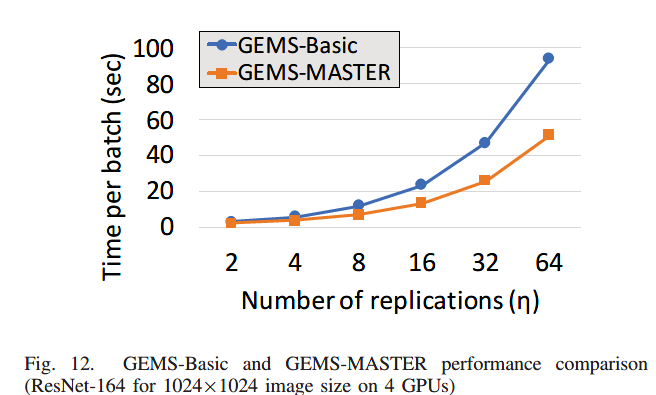 GEMS-Basic
GEMS-MASTER
Time per batch (sec)
100
80
60
40
20
0
2 4 8 16 32 64
Number of replications (η)
Fig. 12. GEMS-Basic and GEMS-MASTER performance comparison
(ResNet-164 for 1024×1024 image size on 4 GPUs)